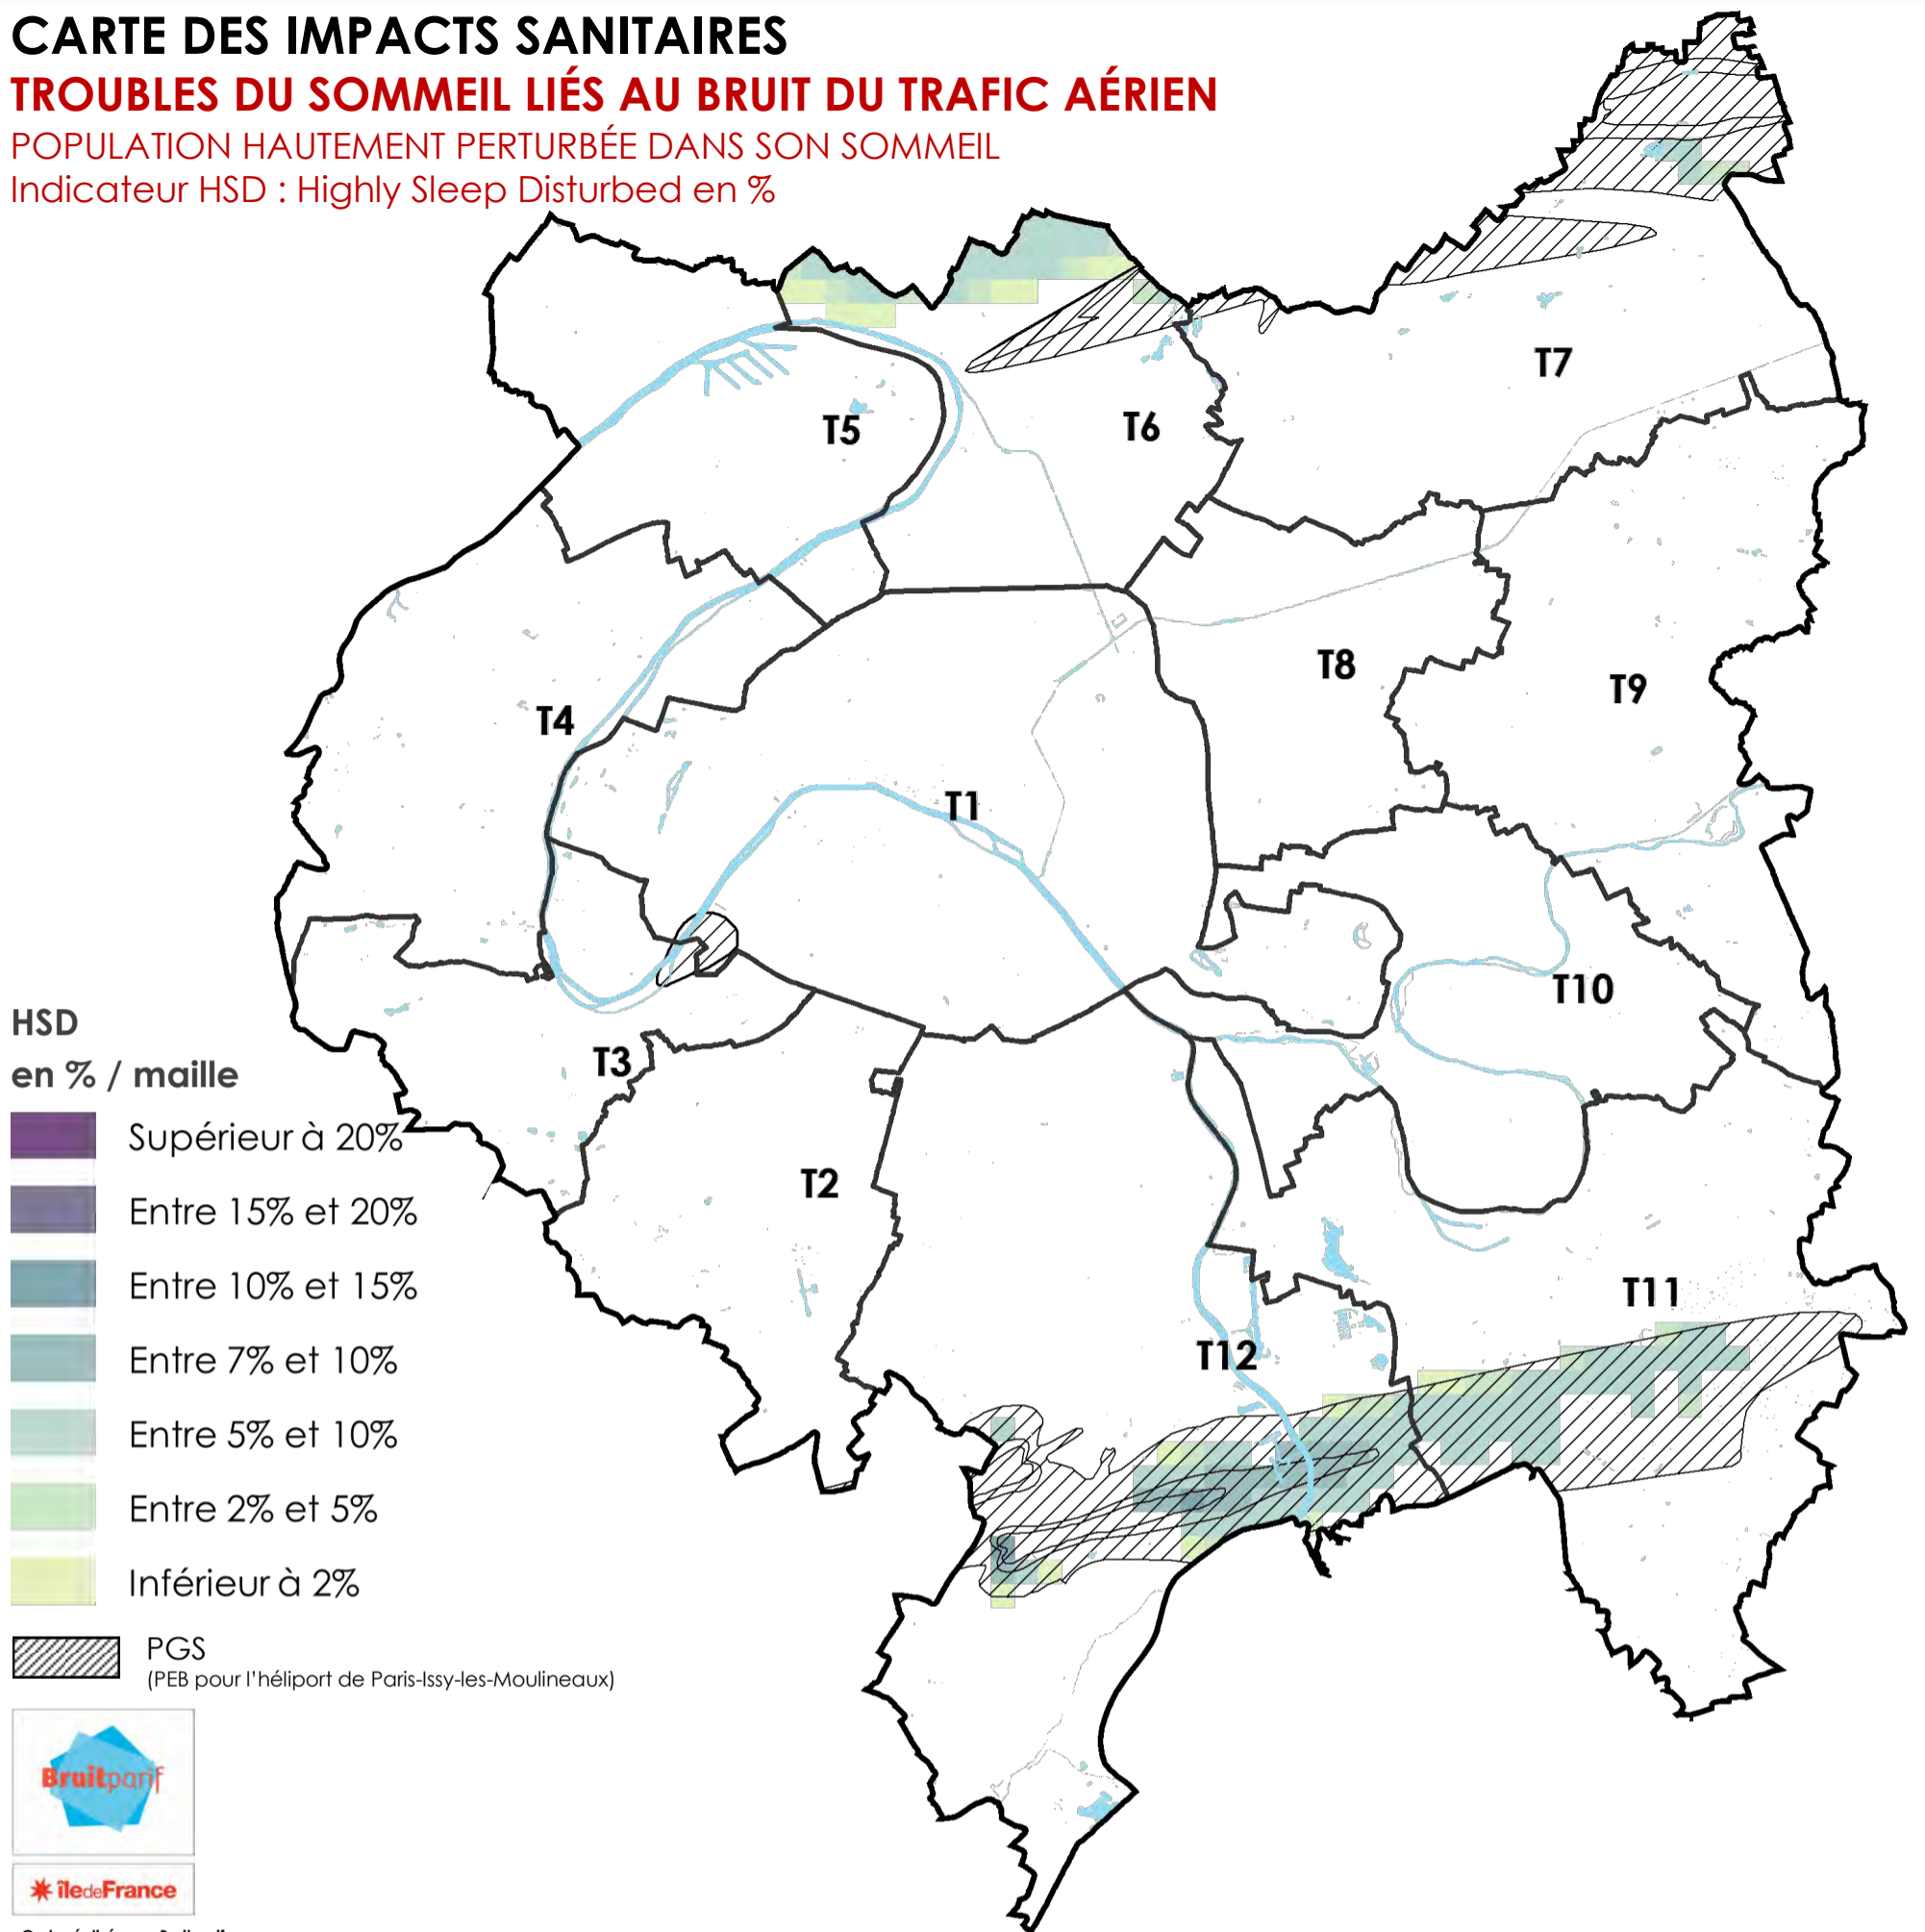 CARTE DES IMPACTS SANITAIRES
TROUBLES DU SOMMEIL LIÉS AU BRUIT DU TRAFIC AÉRIEN
POPULATION HAUTEMENT PERTURBÉE DANS SON SOMMEIL
Indicateur HSD : Highly Sleep Disturbed en %
T7
T5
T6
T8
T9
T4
T1
T10
T3
T2
T11
T12
HSD
en % / maille
Supérieur à 20%
Entre 15% et 20%
Entre 10% et 15%
Entre 7% et 10%
Entre 5% et 10%
Entre 2% et 5%
Inférieur à 2%
PGS
(PEB pour l'héliport de Paris-Issy-les-Moulineaux)
Bruitparif
îledeFrance